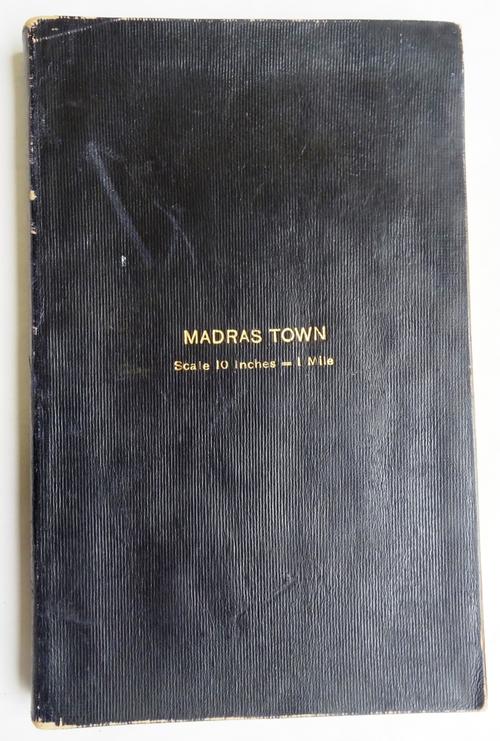 MADRAS TOWN
Scale 10 Inches = 1 Mile